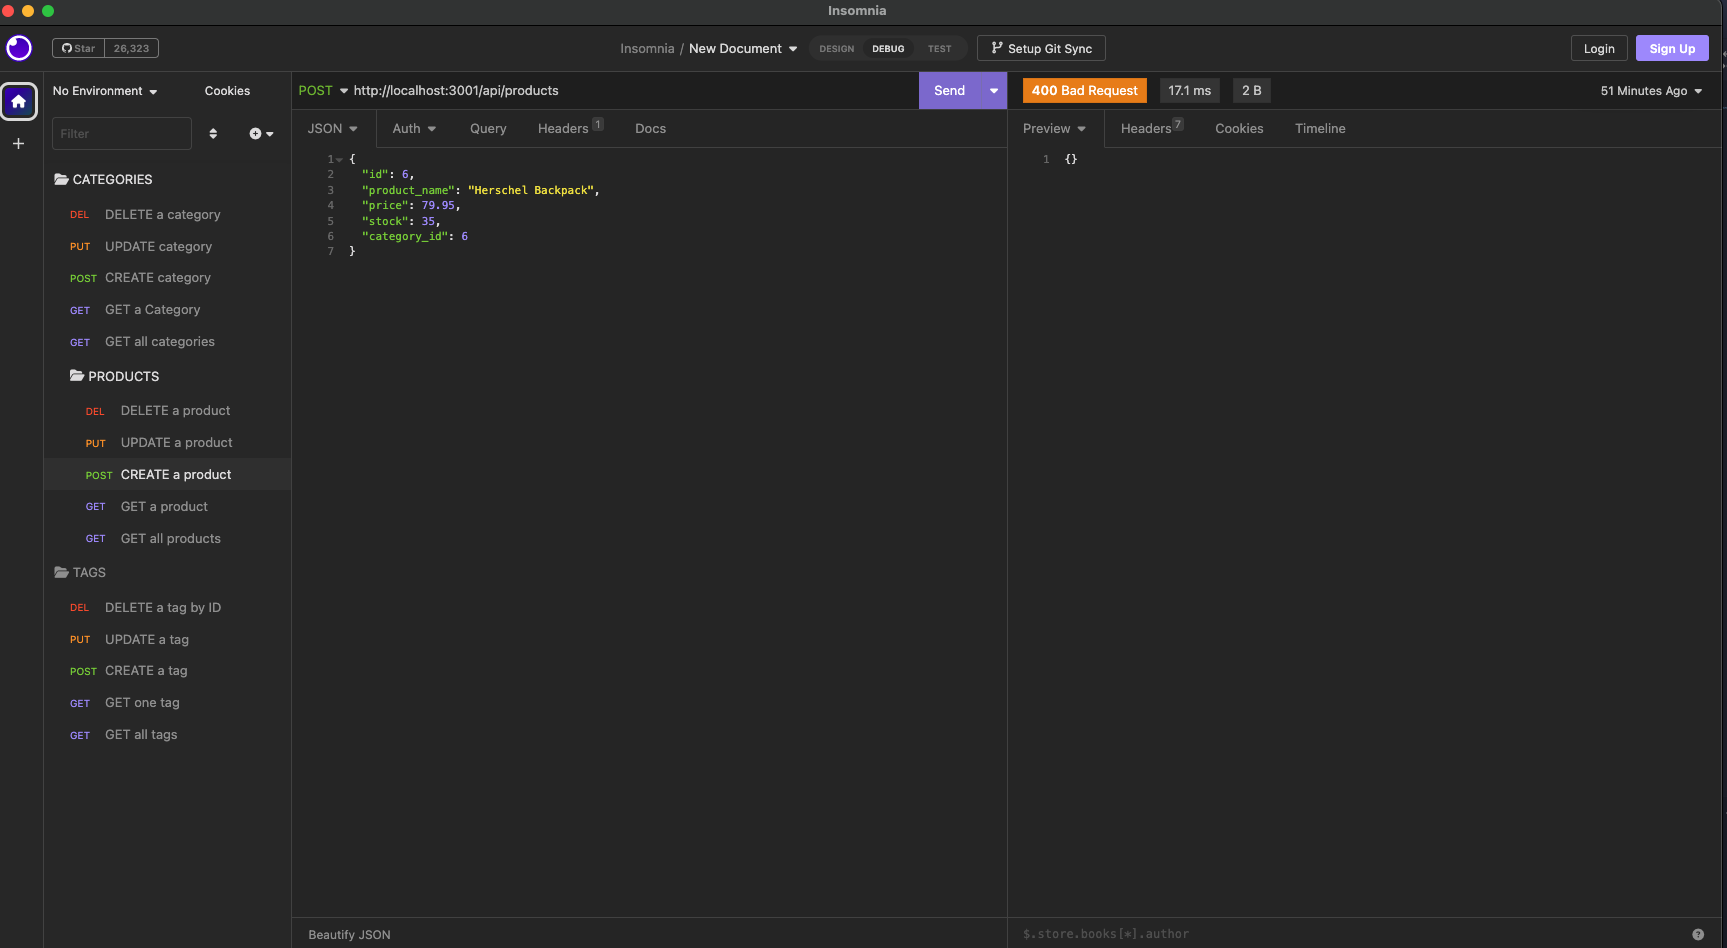 Insomnia
Star 26,323
Insomnia / New Document
DESIGN DEBUG TEST
Setup Git Sync
Login Sign Up
No Environment Cookies
Filter
CATEGORIES
DEL DELETE a category
PUT UPDATE category
POST CREATE category
GET GET a Category
GET GET all categories
PRODUCTS
DEL DELETE a product
PUT UPDATE a product
POST CREATE a product
GET GET a product
GET GET all products
TAGS
DEL DELETE a tag by ID
PUT UPDATE a tag
POST CREATE a tag
GET GET one tag
GET GET all tags
POST http://localhost:3001/api/products Send
JSON Auth Query Headers 1 Docs
1 {
2 "id": 6,
3 "product_name": "Herschel Backpack",
4 "price": 79.95,
5 "stock": 35,
6 "category_id": 6
7 }
Beautify JSON
400 Bad Request 17.1 ms 2 B 51 Minutes Ago
Preview Headers 7 Cookies Timeline
1 {}
$.store.books[*].author ?